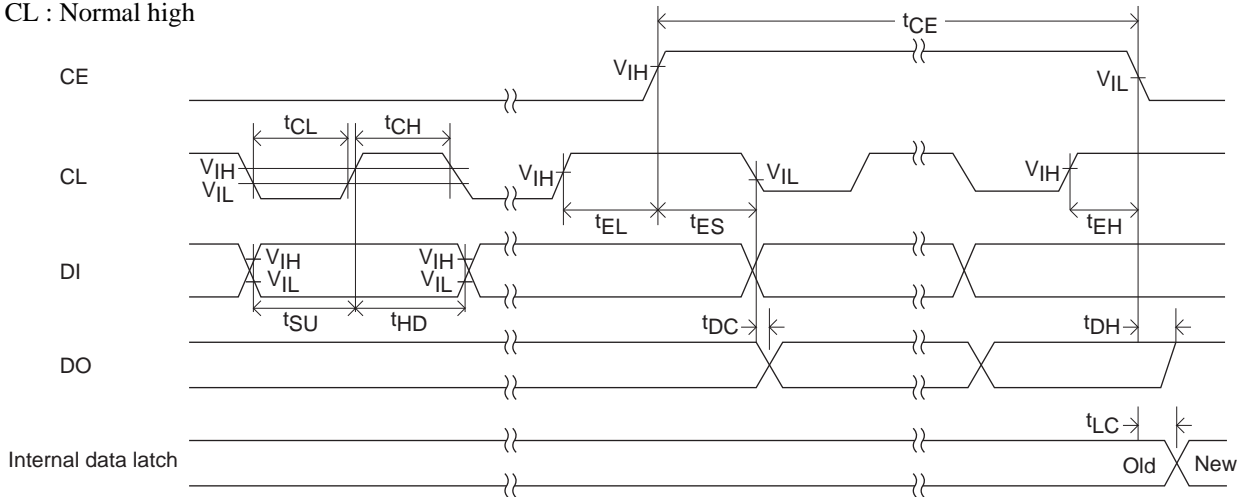 CL : Normal high
tCE
CE
VIH
VIL
tCL
tCH
CL
VIH
VIL
VIH
VIL
VIH
tEL
tES
tEH
DI
VIH
VIL
VIH
VIL
tSU
tHD
tDC
tDH
DO
tLC
Internal data latch
Old
New